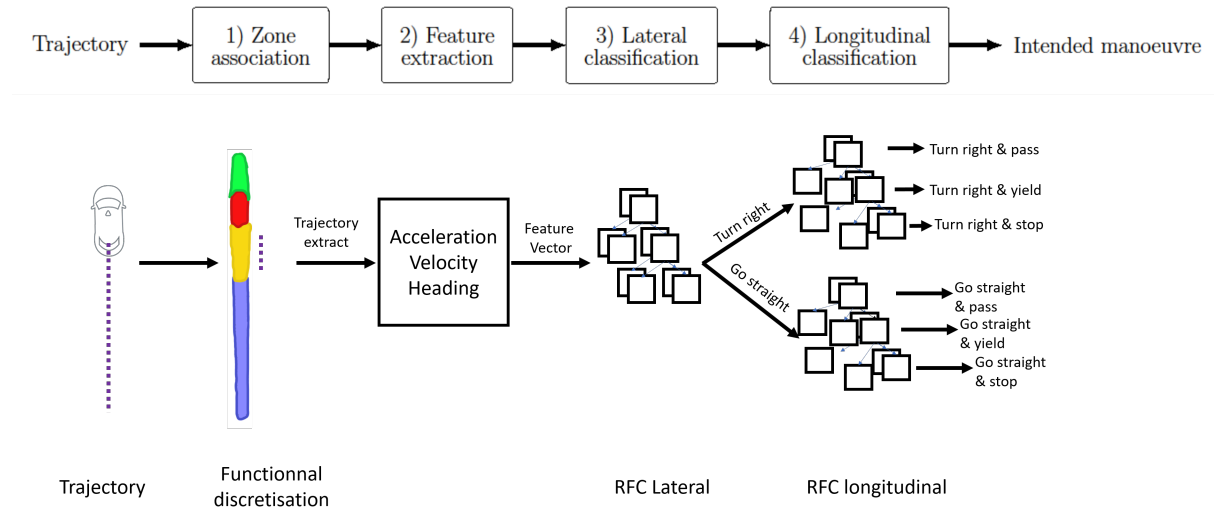 Trajectory
1) Zone
association
2) Feature
extraction
3) Lateral
classification
4) Longitudinal
classification
Intended manoeuvre
Trajectory
extract
Acceleration
Velocity
Heading
Feature
Vector
Turn right
Go straight
Turn right & pass
Turn right & yield
Turn right & stop
Go straight
& pass
Go straight
& yield
Go straight
& stop
Trajectory
Functionnal
discretisation
RFC Lateral
RFC longitudinal